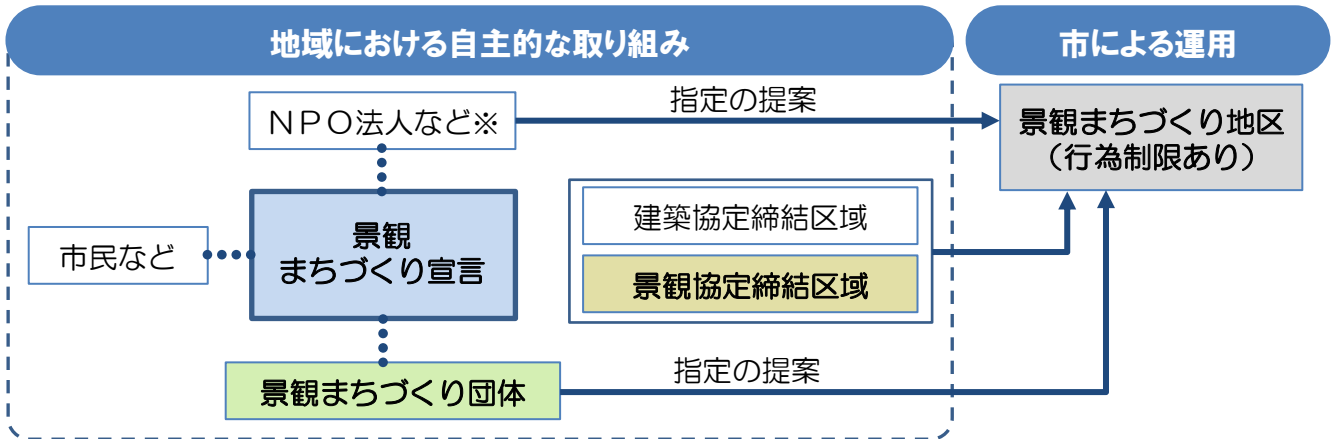 地域における自主的な取り組み
市による運用
NPO法人など※
指定の提案
景観まちづくり地区
（行為制限あり）
建築協定締結区域
景観協定締結区域
市民など
景観
まちづくり宣言
景観まちづくり団体
指定の提案